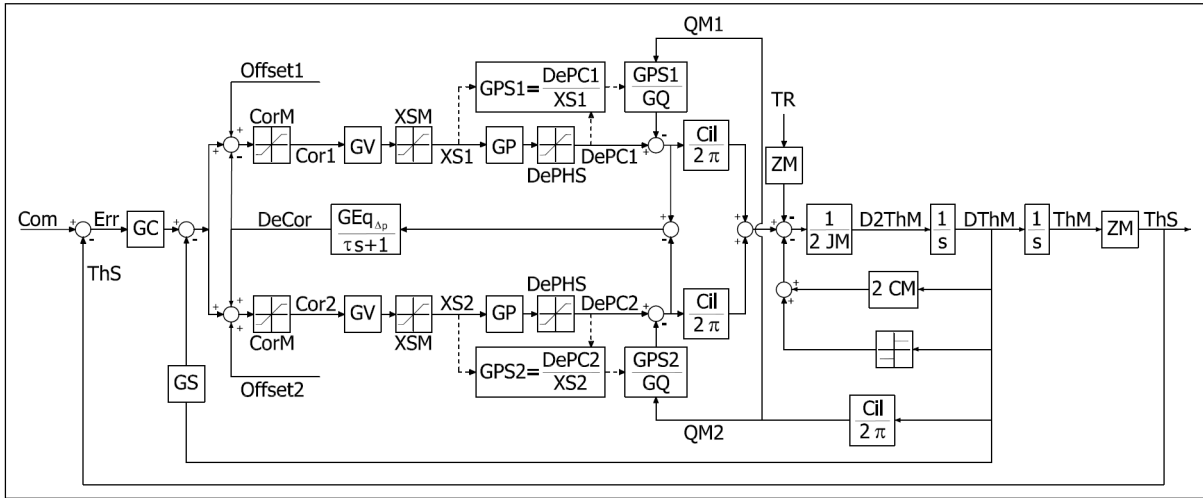 QM1
Offset1
GPS1=
DePC1
XS1
GPS1
GQ
TR
CorM
XSM
Cil
2 π
Cor1
GV
XS1
GP
DePC1
DePHS
ZM
Com
Err
GC
DeCor
GEqΔp
τs+1
1
2 JM
D2ThM
1
s
DThM
1
s
ThM
ZM
ThS
ThS
2 CM
DePHS
Cor2
GV
XS2
GP
DePC2
Cil
2 π
CorM
XSM
GS
Offset2
GPS2=
DePC2
XS2
GPS2
GQ
Cil
2 π
QM2